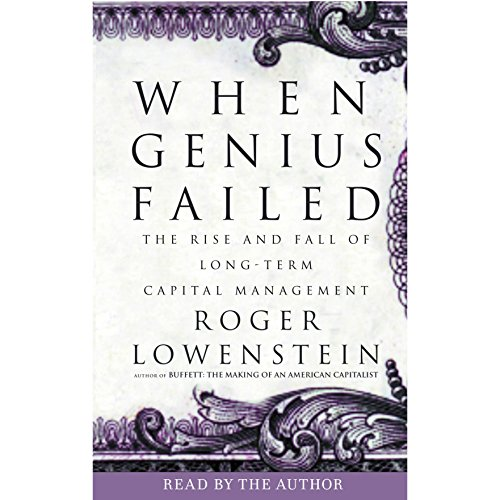 WHEN
GENIUS
FAILED
THE RISE AND FALL OF
LONG-TERM
CAPITAL MANAGEMENT
ROGER
LOWENSTEIN
AUTHOR OF BUFFETT: THE MAKING OF AN AMERICAN CAPITALIST
READ BY THE AUTHOR